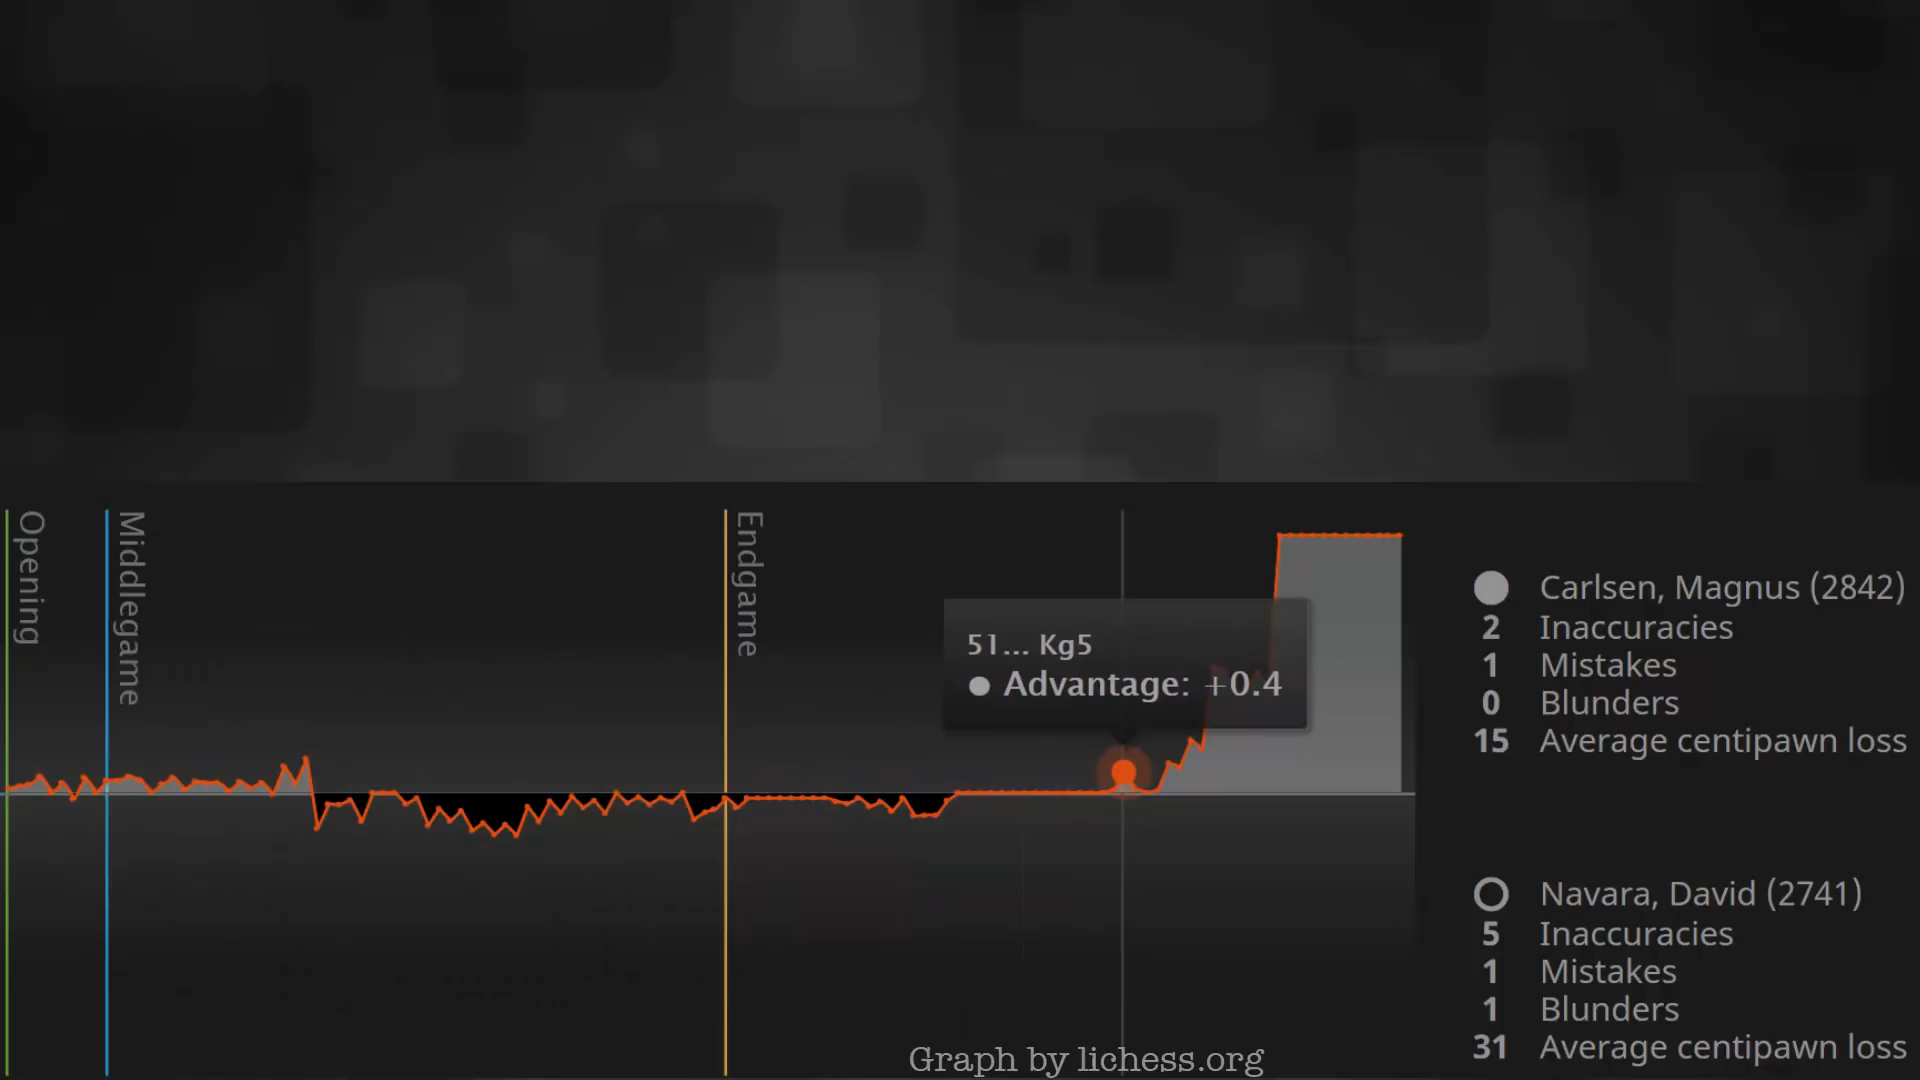 Opening
Middlegame
Endgame
51... Kg5
Advantage: +0.4
Carlsen, Magnus (2842)
2 Inaccuracies
1 Mistakes
0 Blunders
15 Average centipawn loss
Navara, David (2741)
5 Inaccuracies
1 Mistakes
1 Blunders
31 Average centipawn loss
Graph by lichess.org